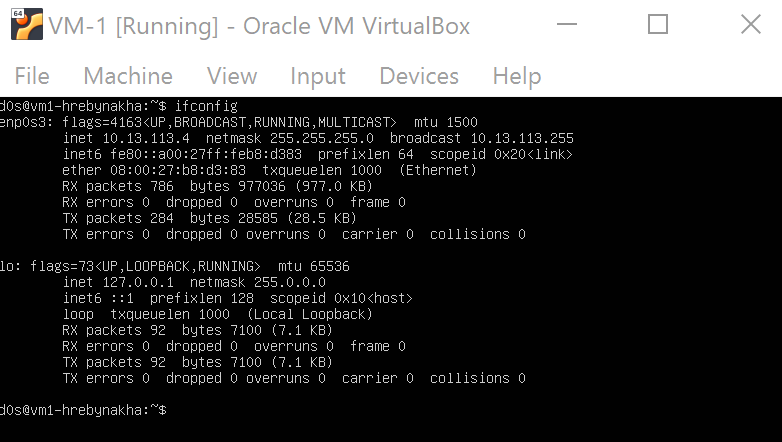 64
VM-1 [Running] - Oracle VM VirtualBox
File Machine View Input Devices Help
d0s@vm1-hrebynakha:~$ ifconfig
enp0s3: flags=4163<UP,BROADCAST,RUNNING,MULTICAST> mtu 1500
inet 10.13.113.4 netmask 255.255.255.0 broadcast 10.13.113.255
inet6 fe80::a00:27ff:feb8:d383 prefixlen 64 scopeid 0x20<link>
ether 08:00:27:b8:d3:83 txqueuelen 1000 (Ethernet)
RX packets 786 bytes 977036 (977.0 KB)
RX errors 0 dropped 0 overruns 0 frame 0
TX packets 284 bytes 28585 (28.5 KB)
TX errors 0 dropped 0 overruns 0 carrier 0 collisions 0
lo: flags=73<UP,LOOPBACK,RUNNING> mtu 65536
inet 127.0.0.1 netmask 255.0.0.0
inet6 ::1 prefixlen 128 scopeid 0x10<host>
loop txqueuelen 1000 (Local Loopback)
RX packets 92 bytes 7100 (7.1 KB)
RX errors 0 dropped 0 overruns 0 frame 0
TX packets 92 bytes 7100 (7.1 KB)
TX errors 0 dropped 0 overruns 0 carrier 0 collisions 0
d0s@vm1-hrebynakha:~$